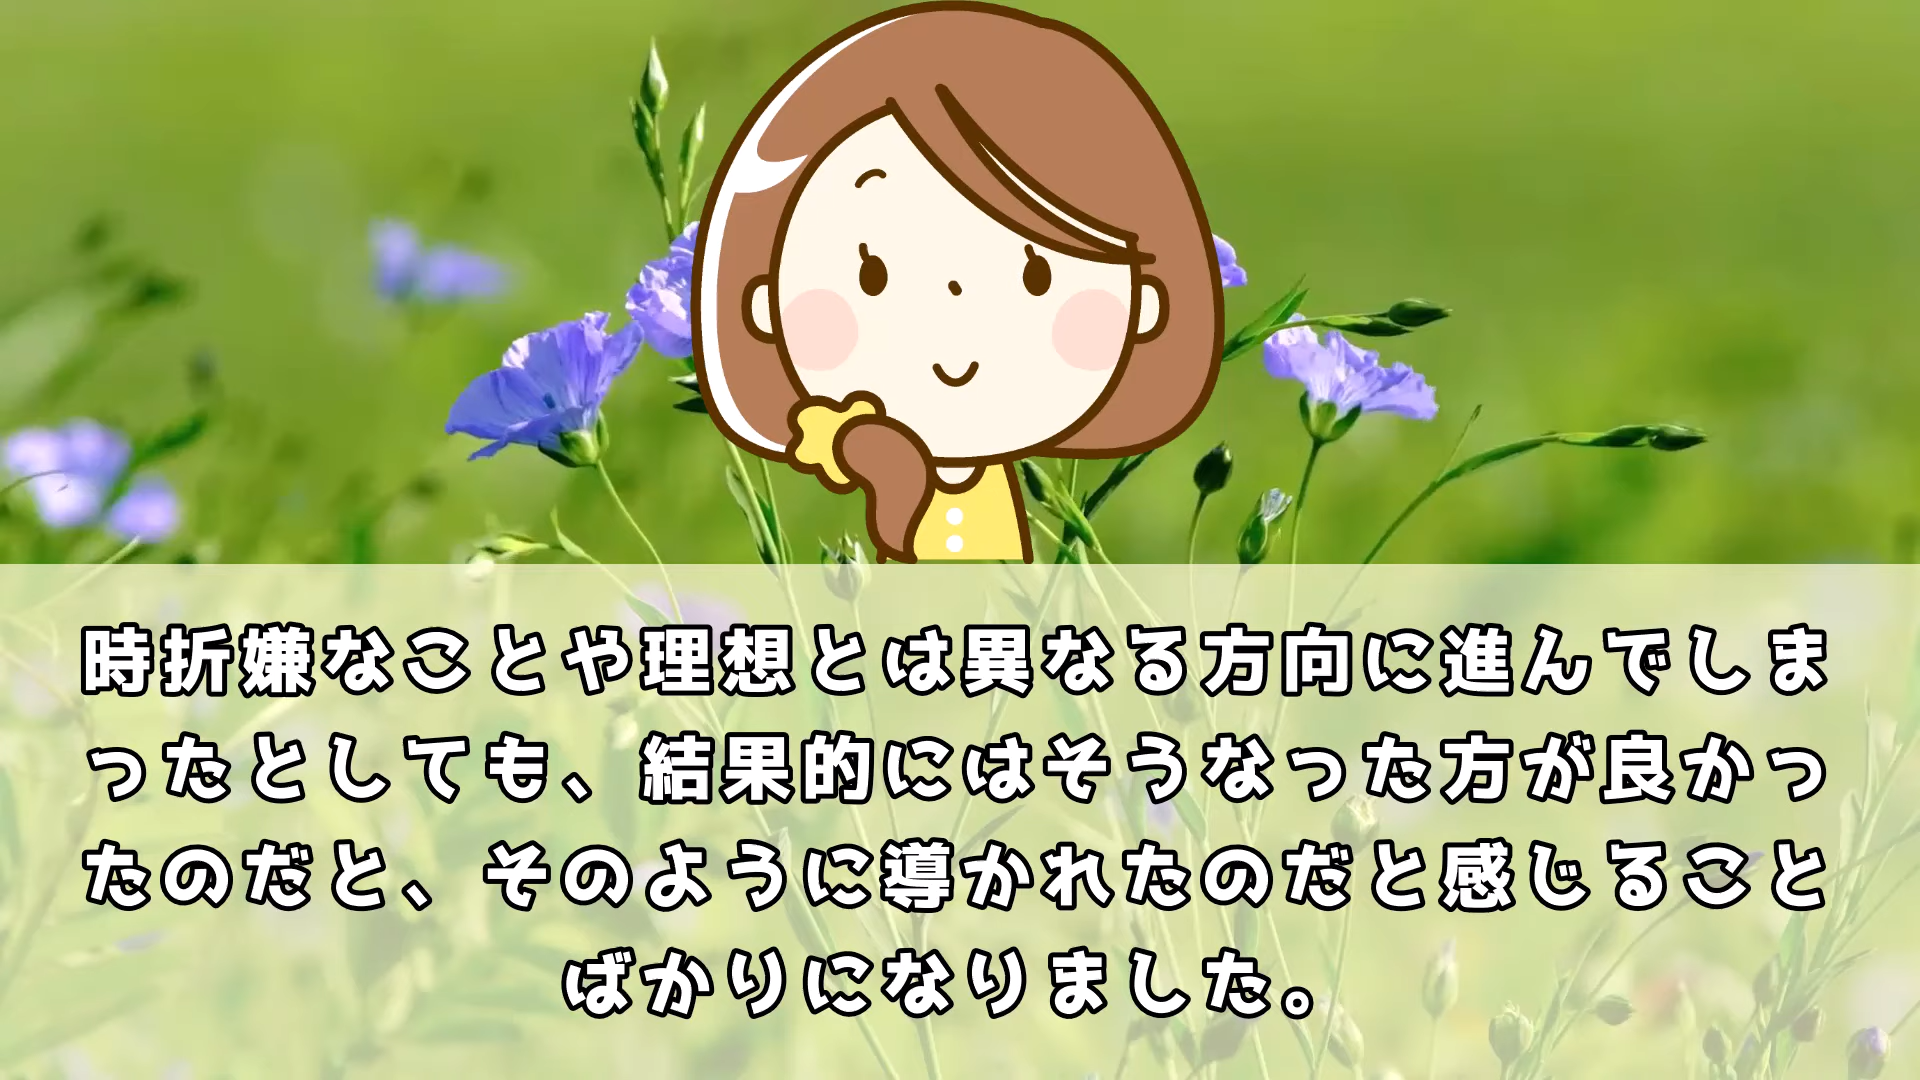 時折嫌なことや理想とは異なる方向に進んでしま
ったとしても、結果的にはそうなった方が良かっ
たのだと、そのように導かれたのだと感じること
ばかりになりました。